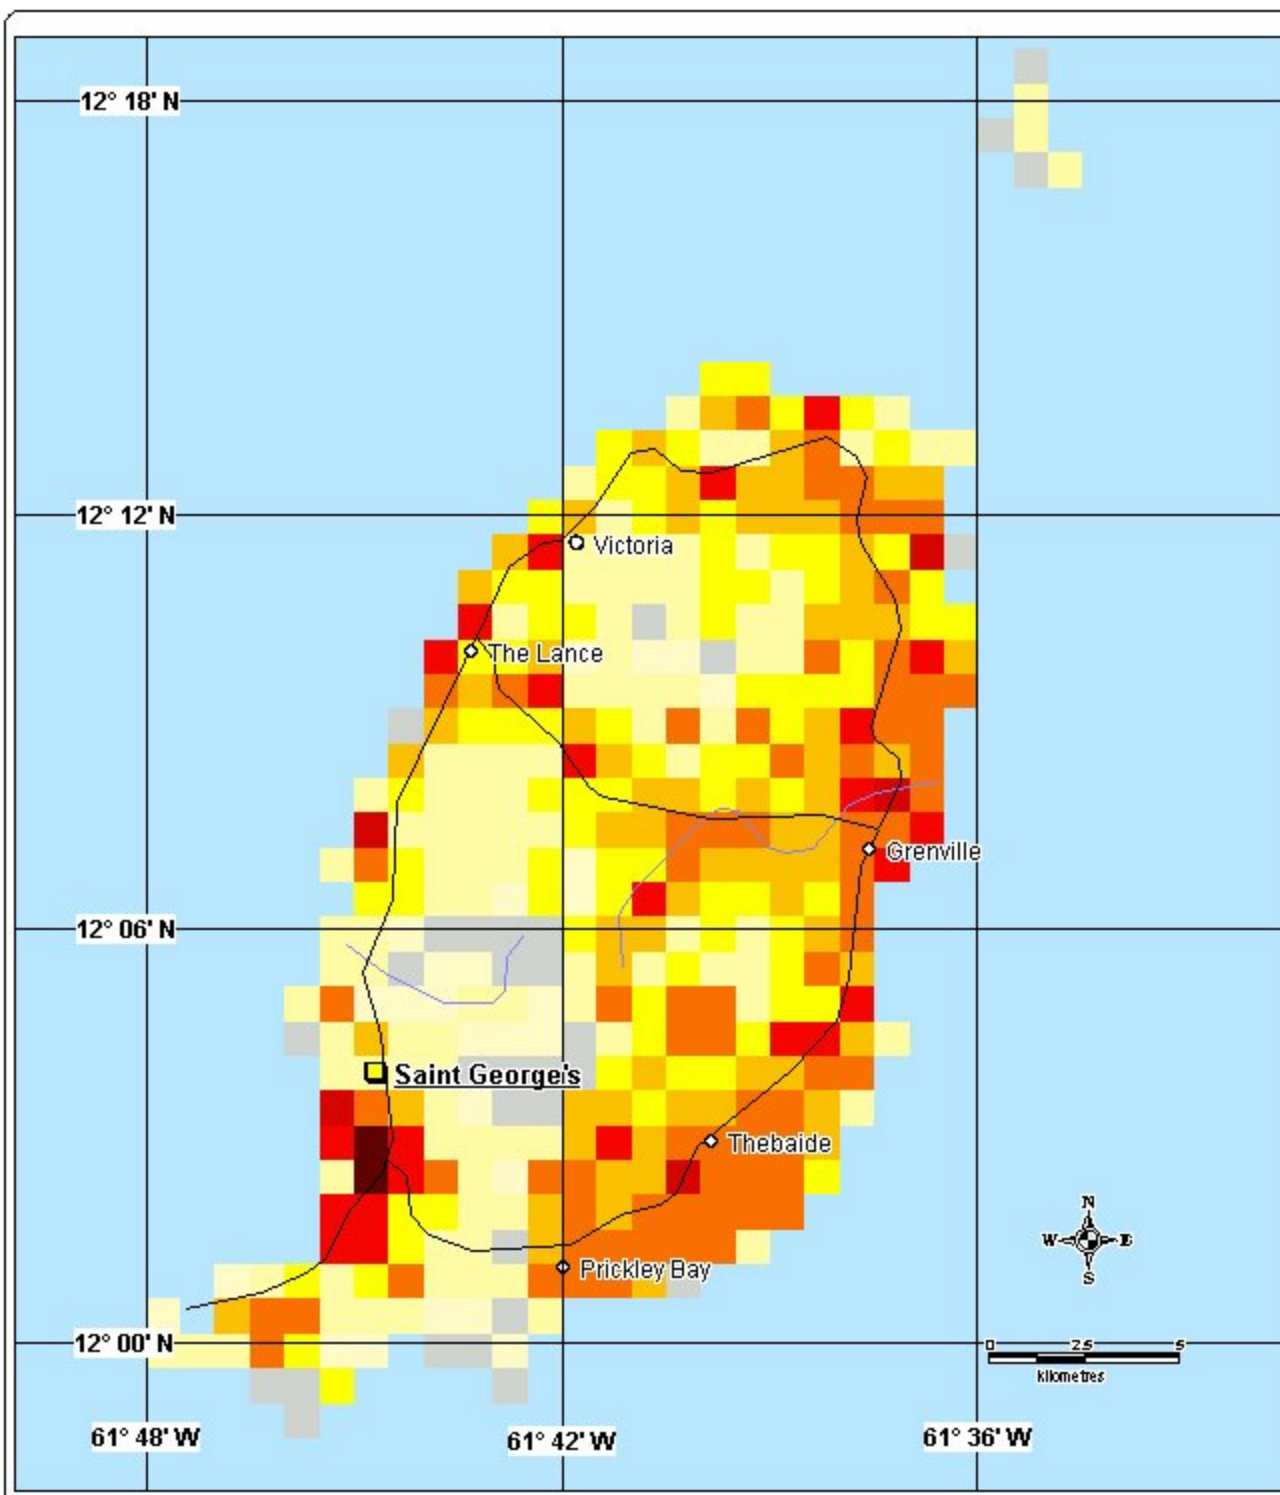 12° 18' N
12° 12' N
Victoria
The Lance
Grenville
12° 06' N
Saint George's
Thebaide
N
W E
S
Prickley Bay
12° 00' N
0 2.5 5
kilometres
61° 48' W
61° 42' W
61° 36' W